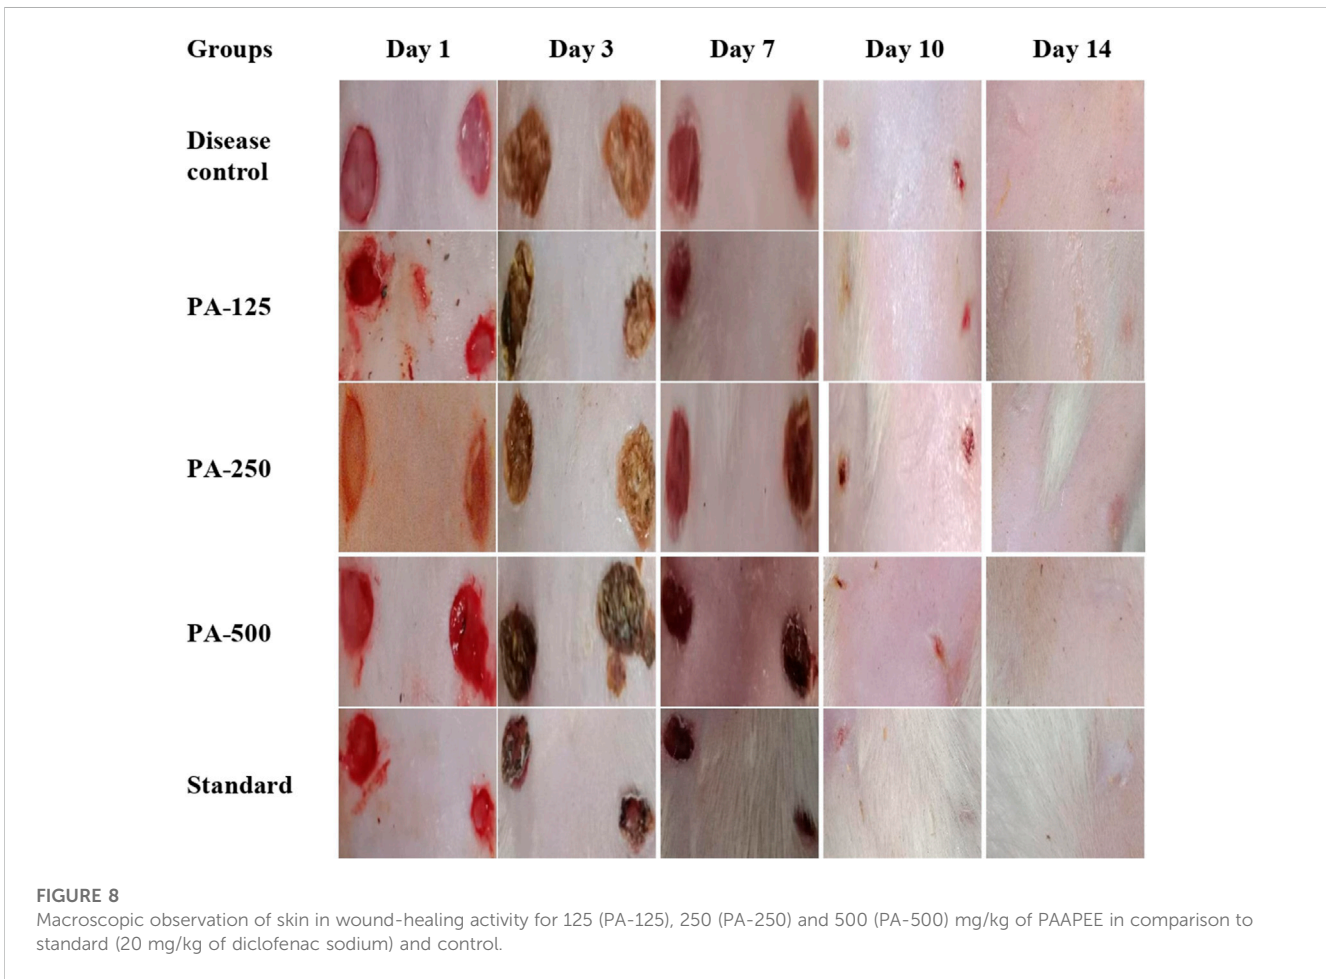 Groups Day 1 Day 3 Day 7 Day 10 Day 14
Disease
control
PA-125
PA-250
PA-500
Standard
FIGURE 8
Macroscopic observation of skin in wound-healing activity for 125 (PA-125), 250 (PA-250) and 500 (PA-500) mg/kg of PAAPEE in comparison to
standard (20 mg/kg of diclofenac sodium) and control.